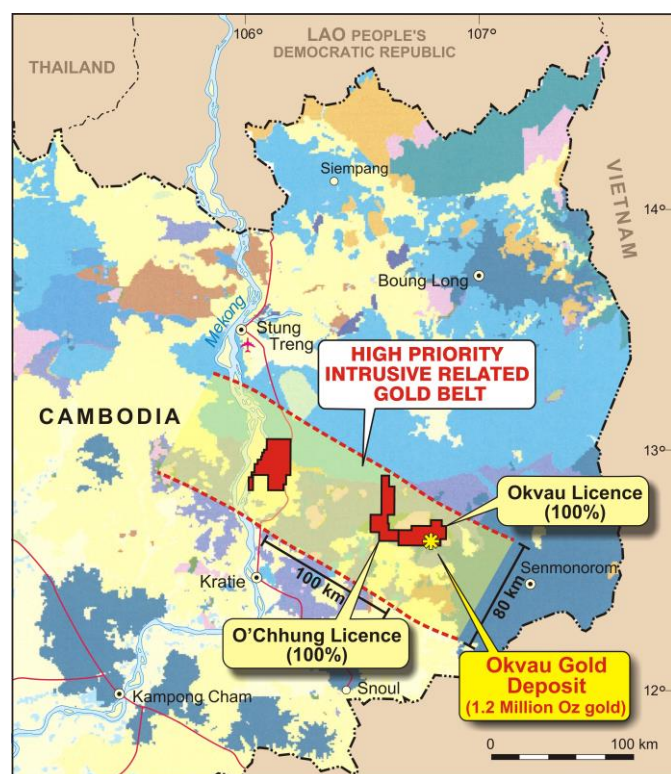 106°
107°
LAO PEOPLE'S
DEMOCRATIC REPUBLIC
THAILAND
Siempang
VIETNAM
14°
Boung Long
Mekong
Stung
Treng
HIGH PRIORITY
INTRUSIVE RELATED
GOLD BELT
CAMBODIA
13°
Okvau Licence
(100%)
Kratie
100 km
80 km
Senmonorom
O'Chhung Licence
(100%)
Okvau Gold
Deposit
(1.2 Million Oz gold)
Snoul
12°
Kampong Cham
0
100 km